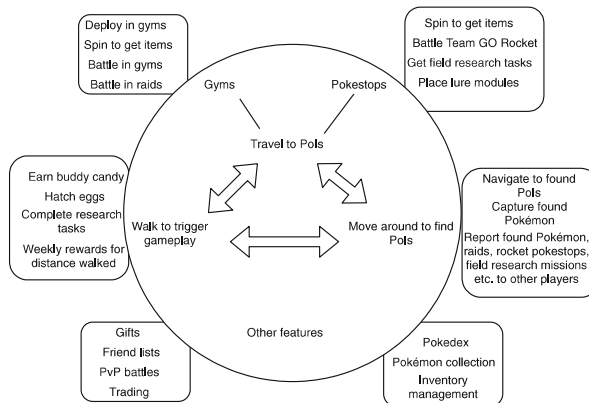 Deploy in gyms
Spin to get items
Battle in gyms
Battle in raids
Spin to get items
Battle Team GO Rocket
Get field research tasks
Place lure modules
Gyms
Pokestops
Travel to PoIs
Earn buddy candy
Hatch eggs
Complete research
tasks
Weekly rewards for
distance walked
Walk to trigger
gameplay
Move around to find
PoIs
Navigate to found
PoIs
Capture found
Pokémon
Report found Pokémon,
raids, rocket pokestops,
field research missions
etc. to other players
Other features
Gifts
Friend lists
PvP battles
Trading
Pokedex
Pokémon collection
Inventory
management